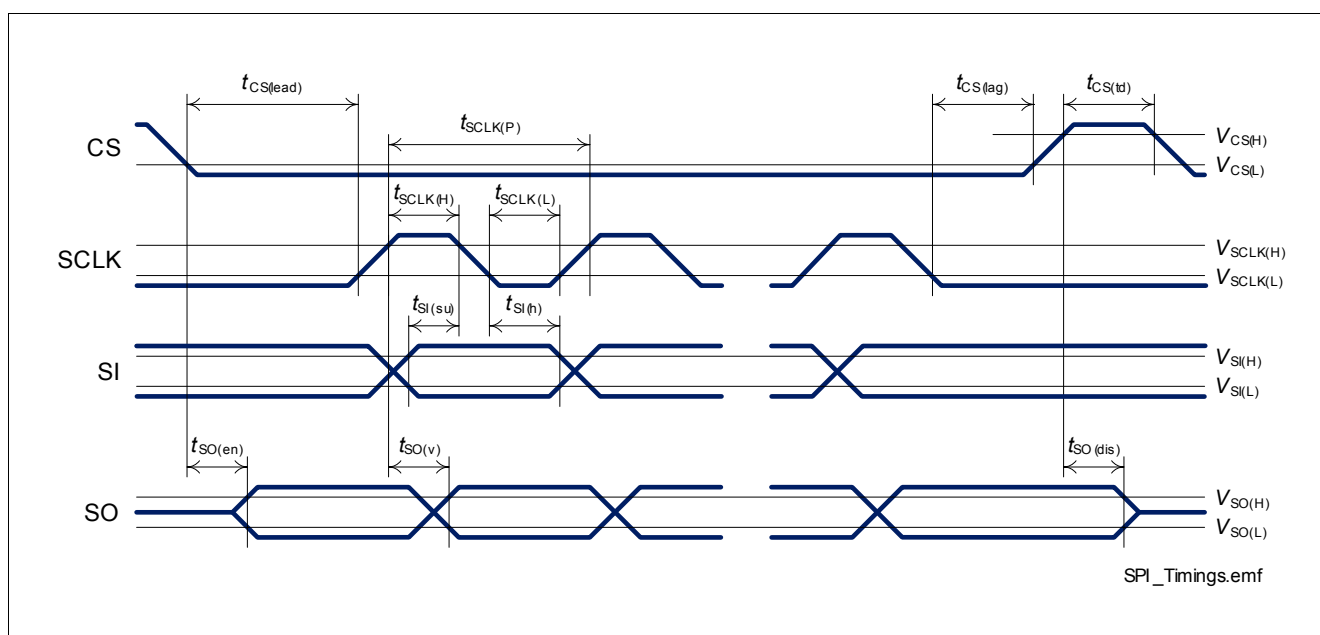 tCS(lead)
tCS(lag)
tCS(td)
tSCLK(P)
CS
VCS(H)
VCS(L)
tSCLK(H)
tSCLK(L)
SCLK
VSCLK(H)
VSCLK(L)
tSI(su)
tSI(h)
SI
VSI(H)
VSI(L)
tSO(en)
tSO(v)
tSO(dis)
SO
VSO(H)
VSO(L)
SPI_Timings.emf